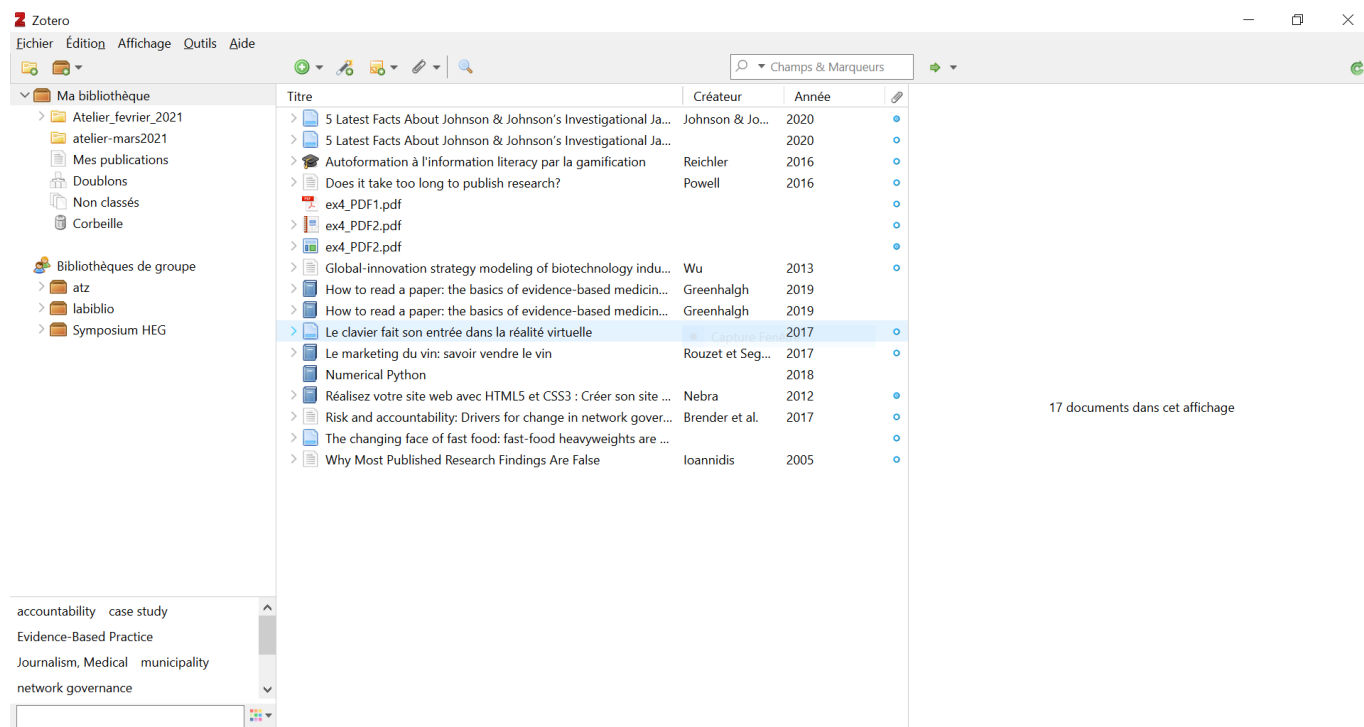 Zotero
Fichier Édition Affichage Outils Aide
Champs & Marqueurs
Ma bibliothèque
Atelier_fevrier_2021
atelier-mars2021
Mes publications
Doublons
Non classés
Corbeille
Bibliothèques de groupe
atz
labiblio
Symposium HEG
Titre Créateur Année
5 Latest Facts About Johnson & Johnson's Investigational Ja... Johnson & Jo... 2020
5 Latest Facts About Johnson & Johnson's Investigational Ja... 2020
Autoformation à l'information literacy par la gamification Reichler 2016
Does it take too long to publish research? Powell 2016
ex4_PDF1.pdf
ex4_PDF2.pdf
ex4_PDF2.pdf
Global-innovation strategy modeling of biotechnology indu... Wu 2013
How to read a paper: the basics of evidence-based medicin... Greenhalgh 2019
How to read a paper: the basics of evidence-based medicin... Greenhalgh 2019
Le clavier fait son entrée dans la réalité virtuelle 2017
Capture Fen
Le marketing du vin: savoir vendre le vin Rouzet et Seg... 2017
Numerical Python 2018
Réalisez votre site web avec HTML5 et CSS3 : Créer son site ... Nebra 2012
Risk and accountability: Drivers for change in network gover... Brender et al. 2017
The changing face of fast food: fast-food heavyweights are ...
Why Most Published Research Findings Are False Ioannidis 2005
17 documents dans cet affichage
accountability case study
Evidence-Based Practice
Journalism, Medical municipality
network governance